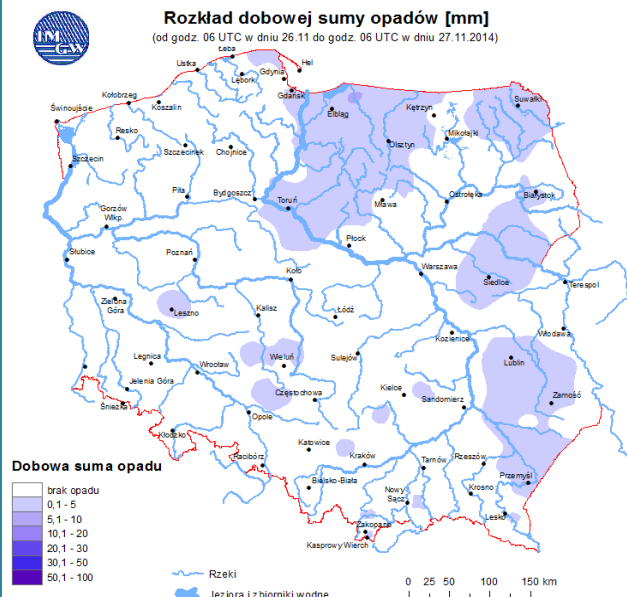 IM
GW
Rozkład dobowej sumy opadów [mm]
(od godz. 06 UTC w dniu 26.11 do godz. 06 UTC w dniu 27.11.2014)
Łeba
Hel
Ustka
Gdynia
Lębork
Gdańsk
Kołobrzeg
Koszalin
Świnoujście
Elbląg
Kętrzyn
Suwałki
Resko
Szczecinek
Chojnice
Olsztyn
Mikołajki
Szczecin
Piła
Bydgoszcz
Toruń
Mława
Ostrołęka
Białystok
Gorzów
Wlkp.
Płock
Słubice
Poznań
Koło
Warszawa
Siedlce
Terespol
Zielona
Góra
Leszno
Kalisz
Łódź
Kozienice
Włodawa
Legnica
Wrocław
Wieluń
Sulejów
Lublin
Jelenia Góra
Śnieżka
Opole
Częstochowa
Kielce
Sandomierz
Zamość
Kłodzko
Racibórz
Katowice
Kraków
Tarnów
Rzeszów
Przemyśl
Bielsko-Biała
Nowy
Sącz
Krosno
Lesko
Zakopane
Kasprowy Wierch
Dobowa suma opadu
brak opadu
0,1 - 5
5,1 - 10
10,1 - 20
20,1 - 30
30,1 - 50
50,1 - 100
Rzeki
Jeziora i zbiorniki wodne
0 25 50 100 150 km